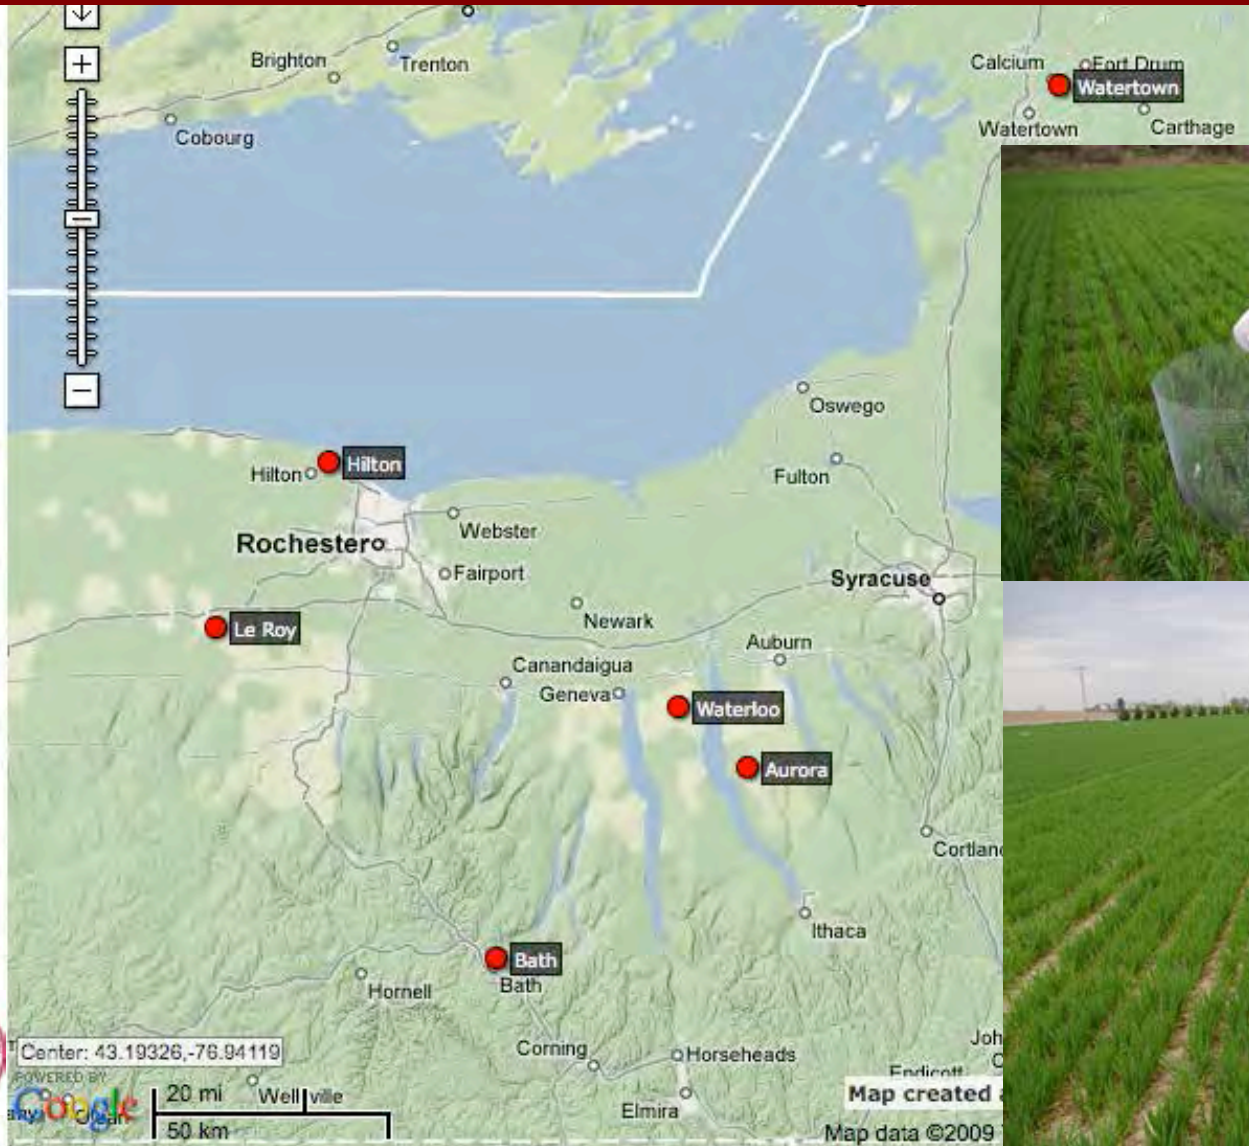 Brighton
Trenton
Cobourg
Calcium
Fort Drum
Watertown
Watertown
Carthage
Oswego
Fulton
Hilton
Hilton
Webster
Rochester
Fairport
Syracuse
Newark
Le Roy
Auburn
Canandaigua
Geneva
Waterloo
Aurora
Cortland
Ithaca
Bath
Bath
Hornell
Center: 43.19326,-76.94119
Corning
Horseheads
Endicott
POWERED BY
Google
20 mi
Wellville
50 km
Elmira
Map created
Map data ©2009